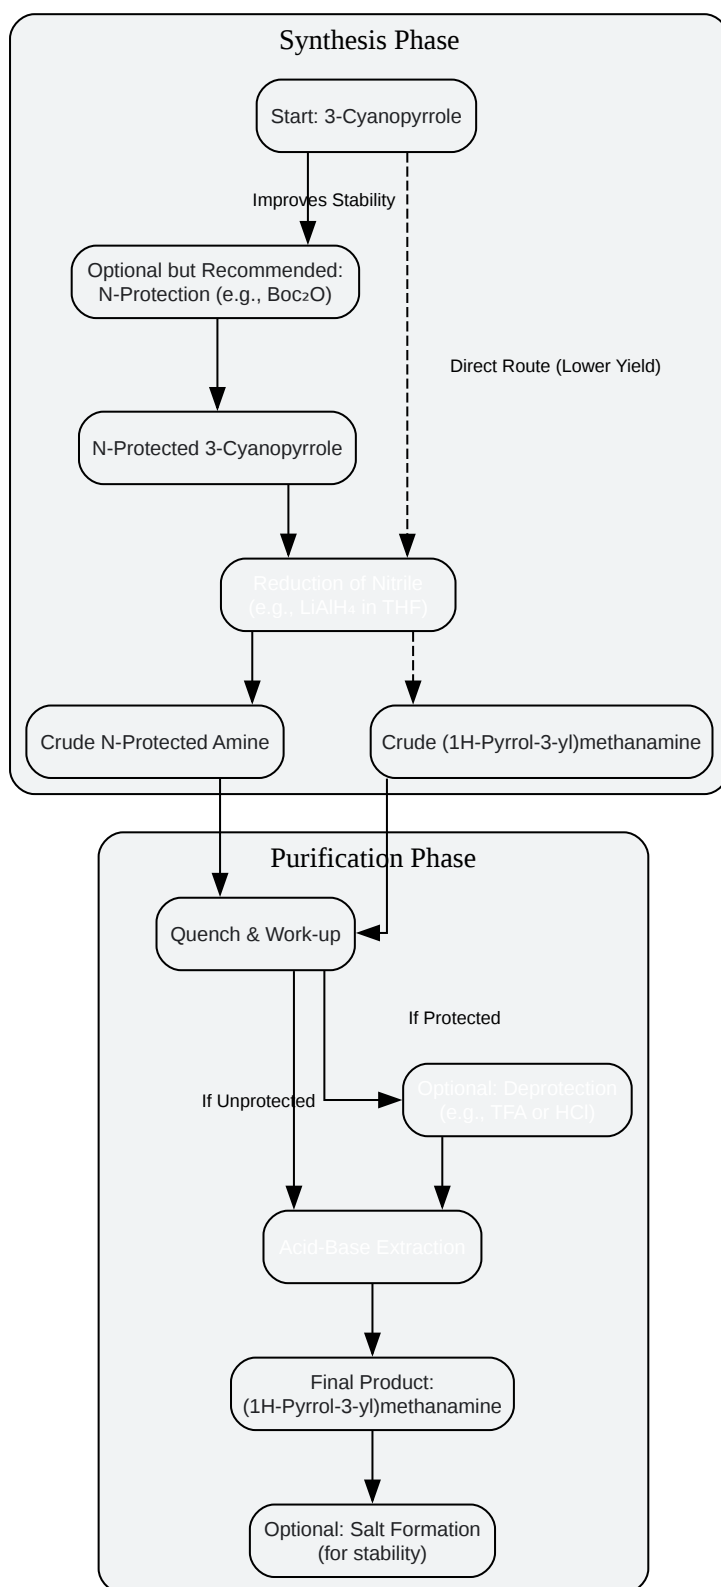 Synthesis Phase
Start: 3-Cyanopyrrole
Improves Stability
Optional but Recommended:
N-Protection (e.g., Boc₂O)
Direct Route (Lower Yield)
N-Protected 3-Cyanopyrrole
Reduction of Nitrile
(e.g., LiAlH₄ in THF)
Crude N-Protected Amine
Crude (1H-Pyrrol-3-yl)methanamine
Purification Phase
Quench & Work-up
If Protected
If Unprotected
Optional: Deprotection
(e.g., TFA or HCl)
Acid-Base Extraction
Final Product:
(1H-Pyrrol-3-yl)methanamine
Optional: Salt Formation
(for stability)